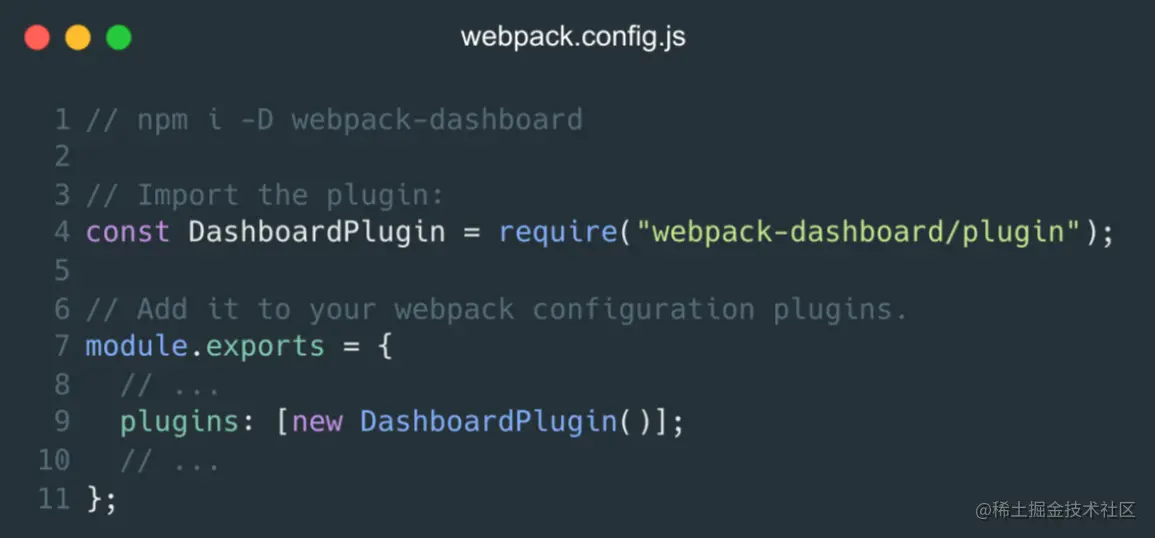 webpack.config.js
1 // npm i -D webpack-dashboard
2
3 // Import the plugin:
4 const DashboardPlugin = require("webpack-dashboard/plugin");
5
6 // Add it to your webpack configuration plugins.
7 module.exports = {
8   // ...
9   plugins: [new DashboardPlugin()];
10   // ...
11 };
@稀土掘金技术社区